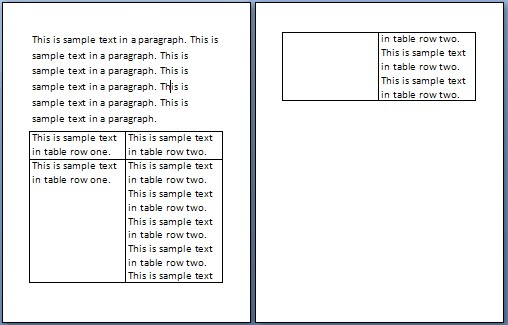 This is sample text in a paragraph. This is
sample text in a paragraph. This is
sample text in a paragraph. This is
sample text in a paragraph. This is
sample text in a paragraph. This is
sample text in a paragraph.
This is sample text
in table row one.
This is sample text
in table row two.
This is sample text
in table row one.
This is sample text
in table row two.
This is sample text
in table row two.
This is sample text
in table row two.
This is sample text
in table row two.
This is sample text
in table row two.
This is sample text
in table row two.
This is sample text
in table row two.